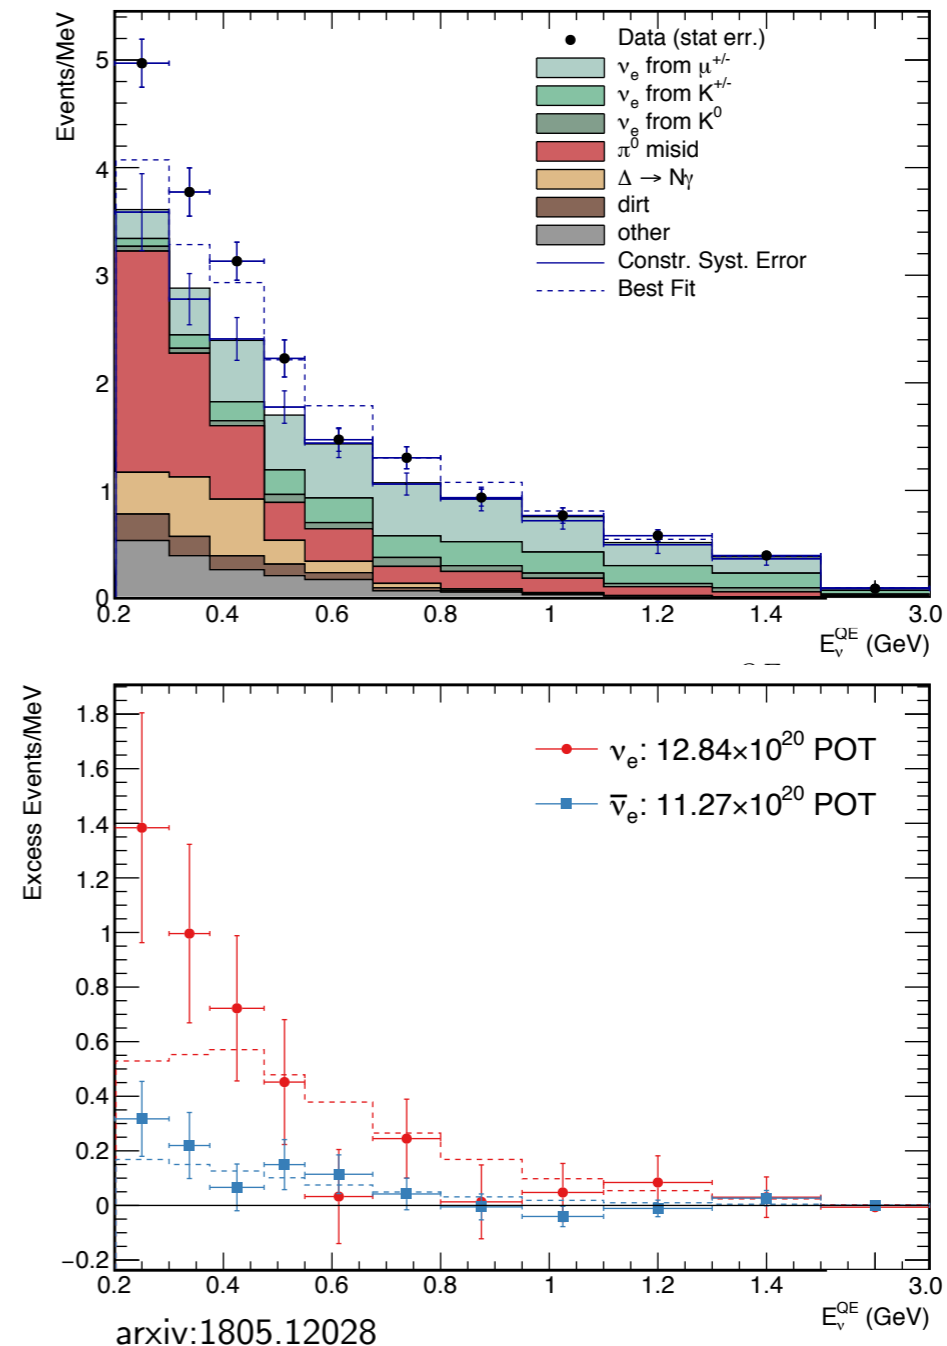 Events/MeV
5
4
3
2
1
0
Data (stat err.)
νₑ from μ⁺/⁻
νₑ from K⁺/⁻
νₑ from K⁰
π⁰ misid
Δ → Nγ
dirt
other
Constr. Syst. Error
Best Fit
0.2 0.4 0.6 0.8 1 1.2 1.4 3.0
E_ν^QE (GeV)
Excess Events/MeV
1.8
1.6
1.4
1.2
1
0.8
0.6
0.4
0.2
0
−0.2
νₑ: 12.84×10²⁰ POT
ν̅ₑ: 11.27×10²⁰ POT
0.2 0.4 0.6 0.8 1 1.2 1.4 3.0
E_ν^QE (GeV)
arxiv:1805.12028